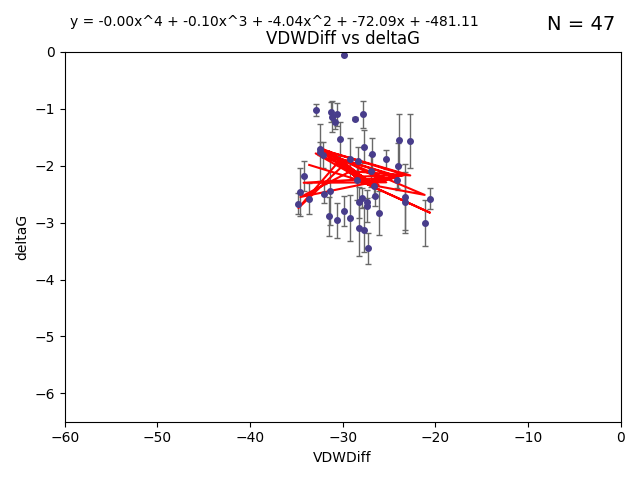 y = -0.00x^4 + -0.10x^3 + -4.04x^2 + -72.09x + -481.11
N = 47
VDWDiff vs deltaG
0
−1
−2
−3
−4
−5
−6
deltaG
−60 −50 −40 −30 −20 −10 0
VDWDiff